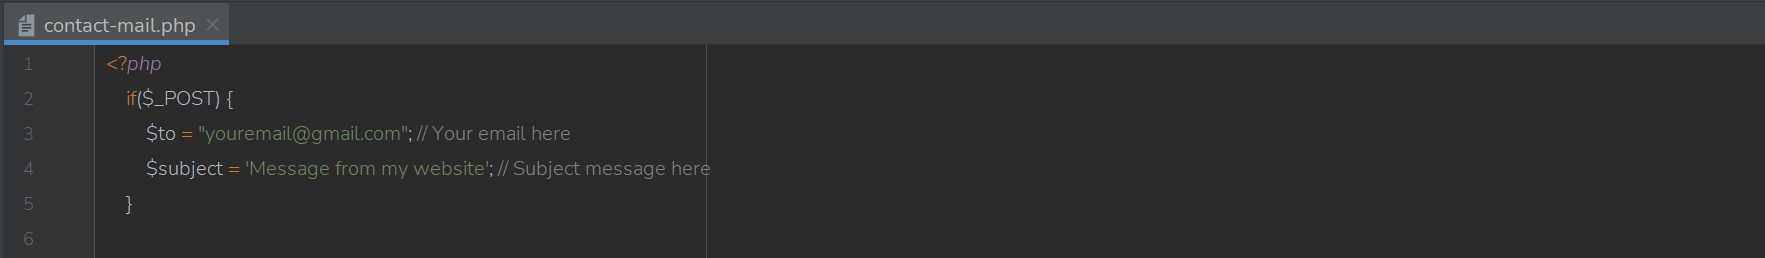 contact-mail.php
1 <?php
2 if($_POST) {
3 $to = "youremail@gmail.com"; // Your email here
4 $subject = 'Message from my website'; // Subject message here
5 }
6